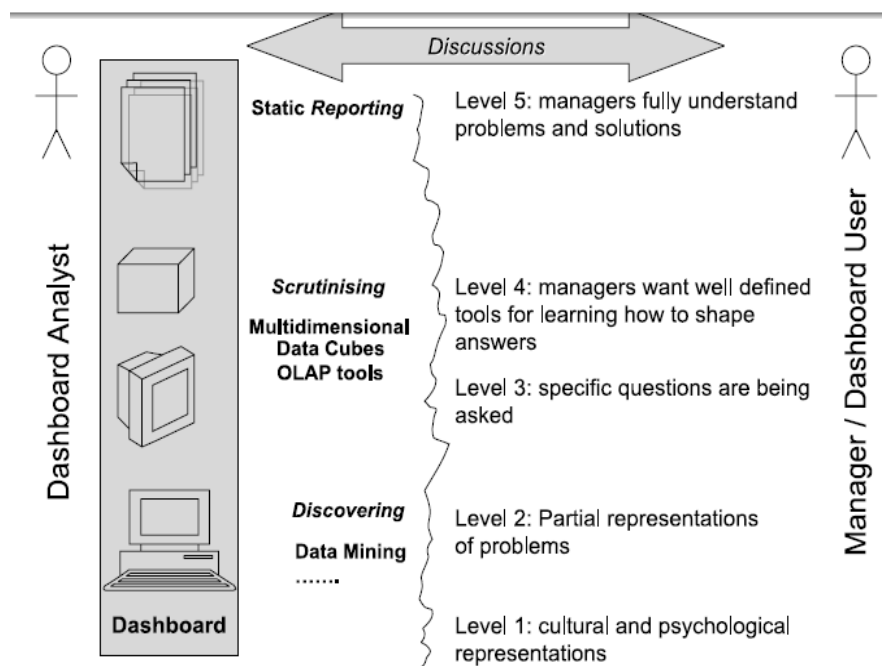 Discussions
Dashboard Analyst
Static Reporting
Scrutinising
Multidimensional
Data Cubes
OLAP tools
Discovering
Data Mining
.......
Dashboard
Level 5: managers fully understand
problems and solutions
Level 4: managers want well defined
tools for learning how to shape
answers
Level 3: specific questions are being
asked
Level 2: Partial representations
of problems
Level 1: cultural and psychological
representations
Manager / Dashboard User